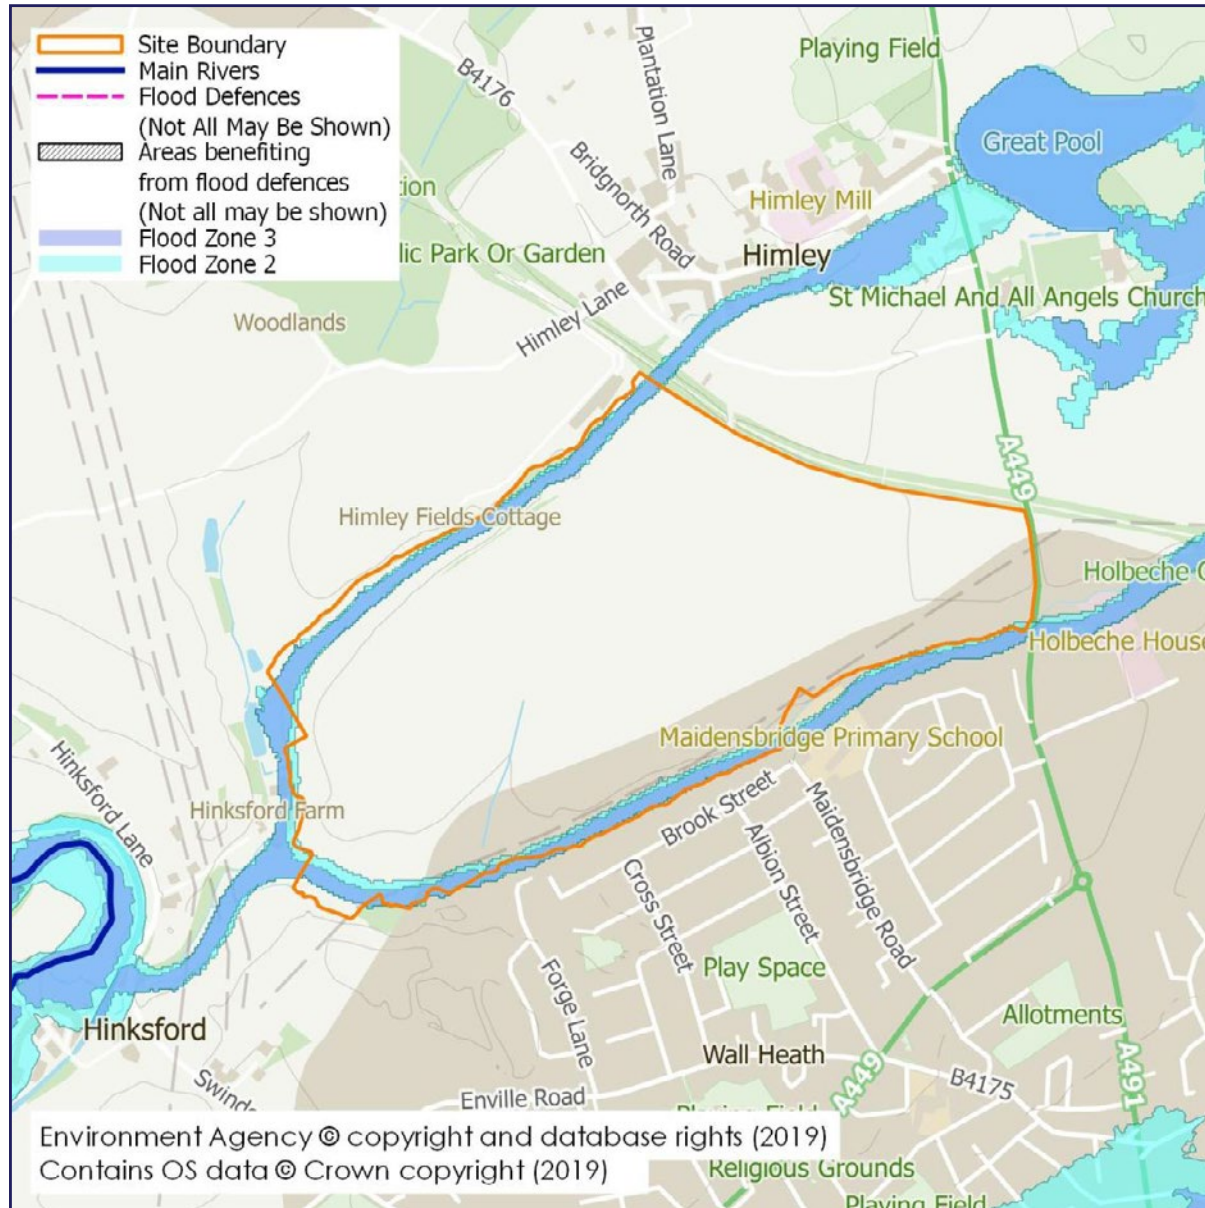 Site Boundary
Main Rivers
Flood Defences
(Not All May Be Shown)
Areas benefiting
from flood defences
(Not all may be shown)
Flood Zone 3
Flood Zone 2
B4176
Plantation Lane
Playing Field
Great Pool
Bridgnorth Road
Himley Mill
Himley
Park Or Garden
St Michael And All Angels Church
Woodlands
Himley Lane
A449
Himley Fields Cottage
Holbeche
Holbeche House
Maidensbridge Primary School
Hinksford Lane
Hinksford Farm
Brook Street
Maidensbridge Road
Albion Street
Cross Street
Forge Lane
Play Space
Allotments
Hinksford
Wall Heath
A449
B4175
A491
Enville Road
Playing Field
Religious Grounds
Playing Field
Environment Agency © copyright and database rights (2019)
Contains OS data © Crown copyright (2019)